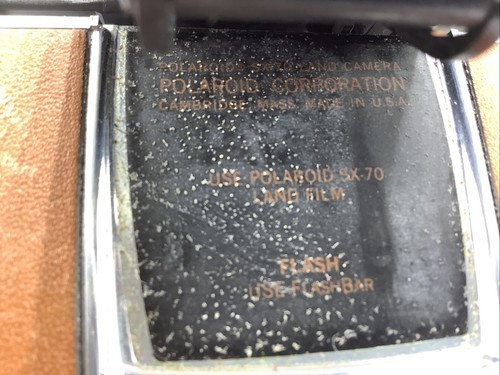 POLAROID SX-70 LAND CAMERA
POLAROID CORPORATION
CAMBRIDGE, MASS. MADE IN U.S.A.
USE POLAROID SX-70
LAND FILM
FLASH
USE FLASHBAR